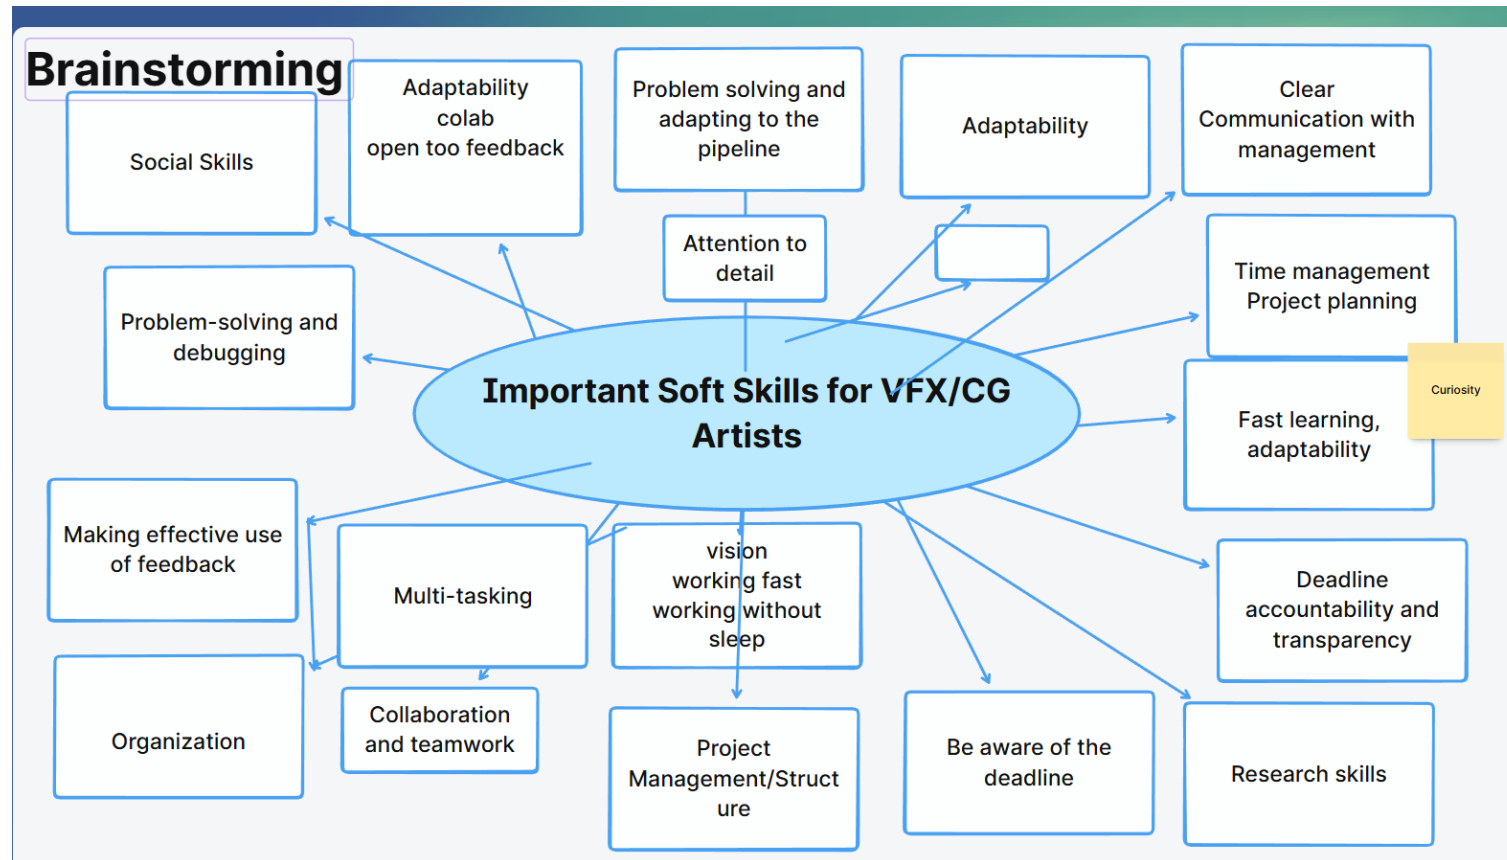 Brainstorming
Social Skills
Adaptability
colab
open too feedback
Problem solving and
adapting to the
pipeline
Adaptability
Clear
Communication with
management
Attention to
detail
Time management
Project planning
Problem-solving and
debugging
Curiosity
Important Soft Skills for VFX/CG
Artists
Fast learning,
adaptability
Making effective use
of feedback
Multi-tasking
vision
working fast
working without
sleep
Deadline
accountability and
transparency
Organization
Collaboration
and teamwork
Project
Management/Struct
ure
Be aware of the
deadline
Research skills